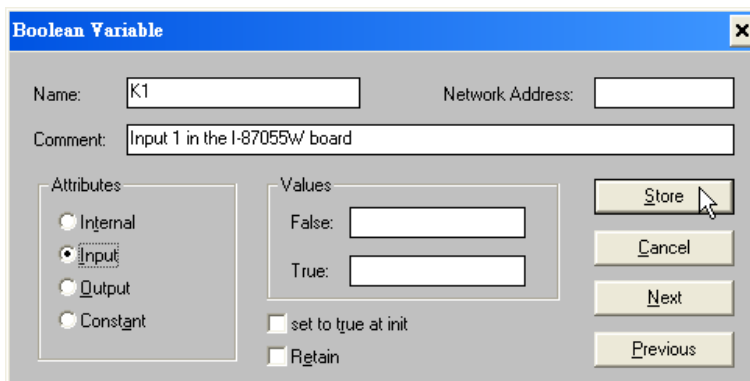 Boolean Variable
Name: K1 Network Address:
Comment: Input 1 in the I-87055W board
Attributes
Internal
Input
Output
Constant
Values
False:
True:
set to true at init
Retain
Store
Cancel
Next
Previous